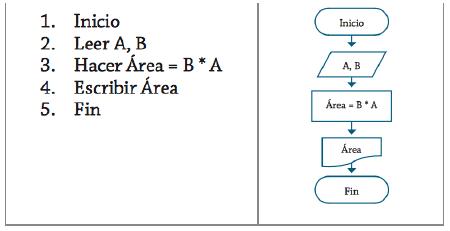 1. Inicio
2. Leer A, B
3. Hacer Área = B * A
4. Escribir Área
5. Fin
Inicio
A, B
Área = B * A
Área
Fin